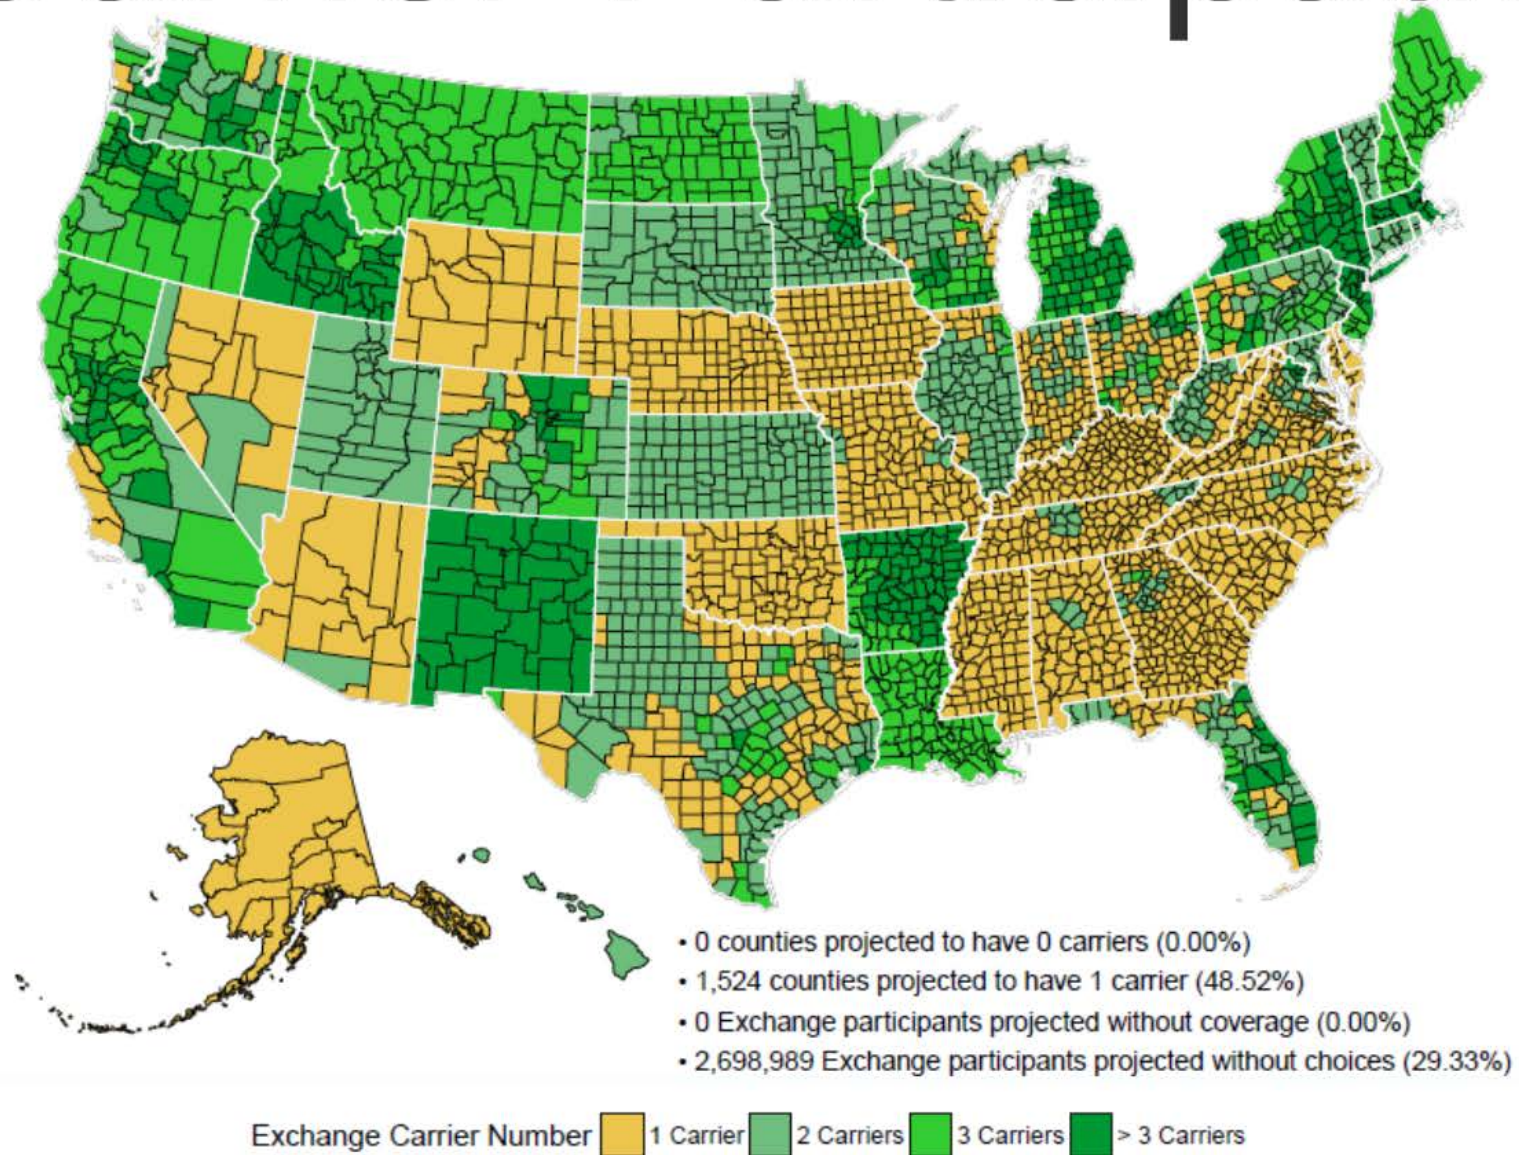 • 0 counties projected to have 0 carriers (0.00%)
• 1,524 counties projected to have 1 carrier (48.52%)
• 0 Exchange participants projected without coverage (0.00%)
• 2,698,989 Exchange participants projected without choices (29.33%)
Exchange Carrier Number 1 Carrier 2 Carriers 3 Carriers > 3 Carriers